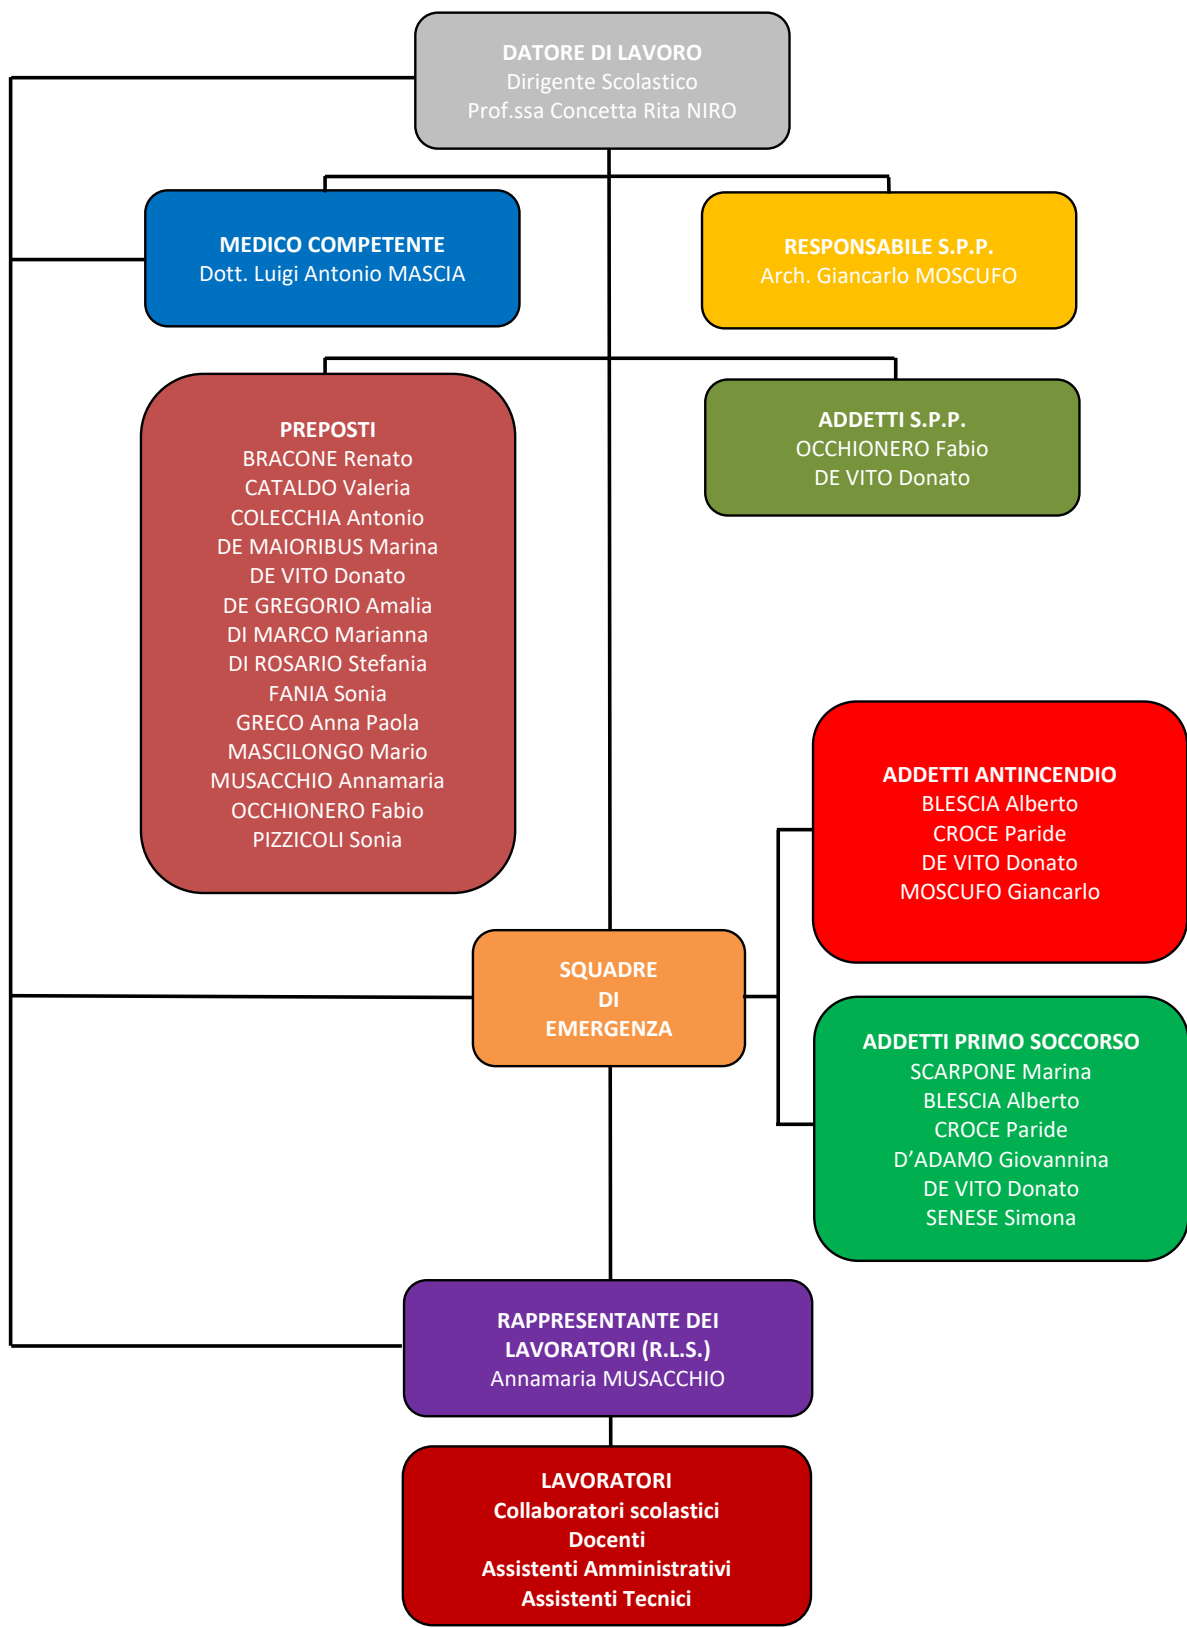 DATORE DI LAVORO
Dirigente Scolastico
Prof.ssa Concetta Rita NIRO
MEDICO COMPETENTE
Dott. Luigi Antonio MASCIA
RESPONSABILE S.P.P.
Arch. Giancarlo MOSCUFO
PREPOSTI
BRACONE Renato
CATALDO Valeria
COLECCHIA Antonio
DE MAIORIBUS Marina
DE VITO Donato
DE GREGORIO Amalia
DI MARCO Marianna
DI ROSARIO Stefania
FANIA Sonia
GRECO Anna Paola
MASCILONGO Mario
MUSACCHIO Annamaria
OCCHIONERO Fabio
PIZZICOLI Sonia
ADDETTI S.P.P.
OCCHIONERO Fabio
DE VITO Donato
ADDETTI ANTINCENDIO
BLESCIA Alberto
CROCE Paride
DE VITO Donato
MOSCUFO Giancarlo
SQUADRE
DI
EMERGENZA
ADDETTI PRIMO SOCCORSO
SCARPONE Marina
BLESCIA Alberto
CROCE Paride
D’ADAMO Giovannina
DE VITO Donato
SENESE Simona
RAPPRESENTANTE DEI
LAVORATORI (R.L.S.)
Annamaria MUSACCHIO
LAVORATORI
Collaboratori scolastici
Docenti
Assistenti Amministrativi
Assistenti Tecnici